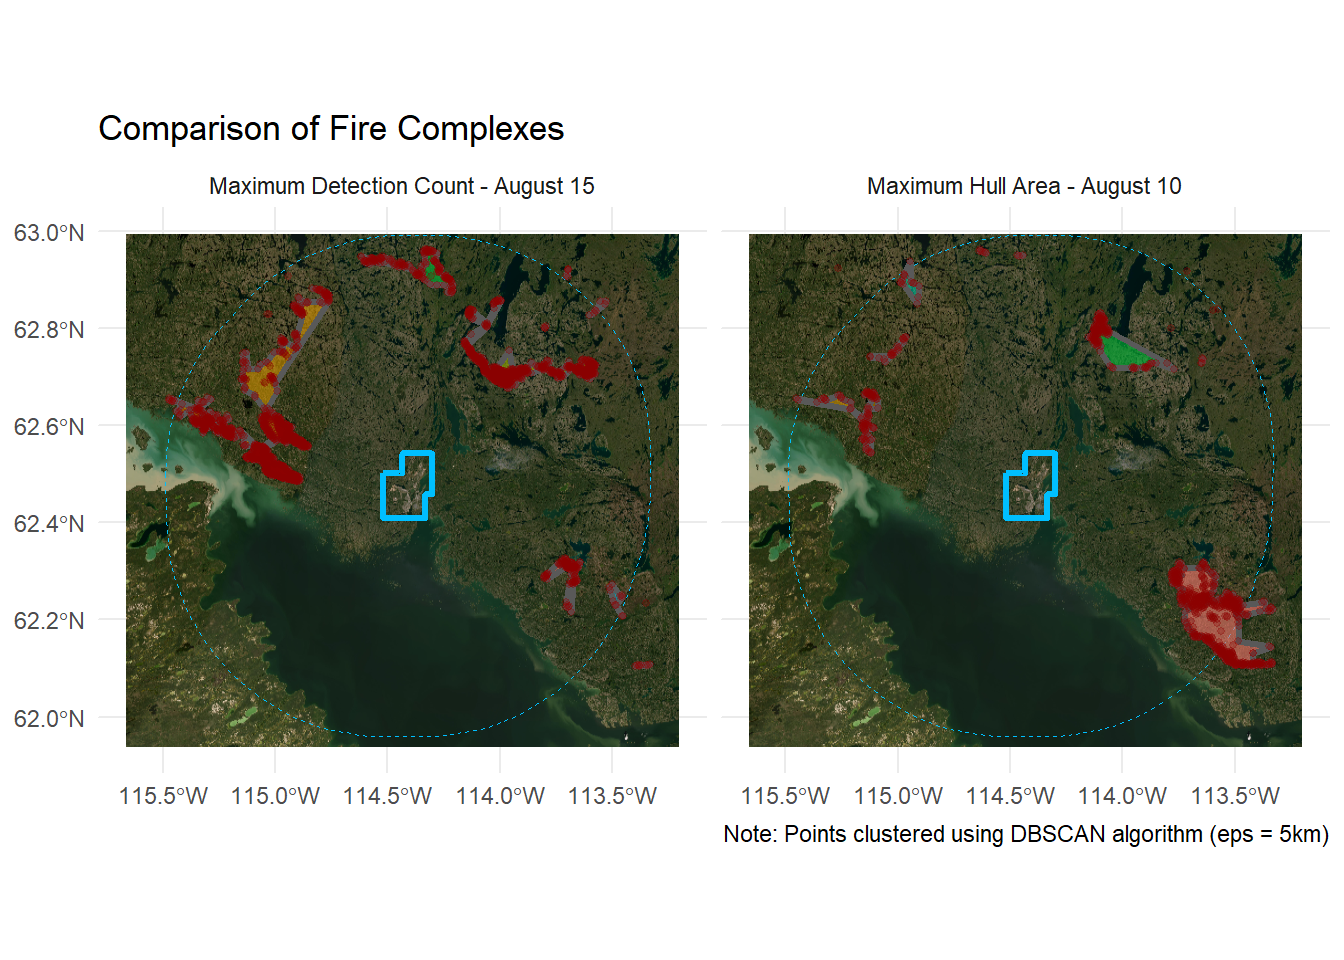 Comparison of Fire Complexes
Maximum Detection Count - August 15
Maximum Hull Area - August 10
63.0°N
62.8°N
62.6°N
62.4°N
62.2°N
62.0°N
115.5°W 115.0°W 114.5°W 114.0°W 113.5°W
115.5°W 115.0°W 114.5°W 114.0°W 113.5°W
Note: Points clustered using DBSCAN algorithm (eps = 5km)